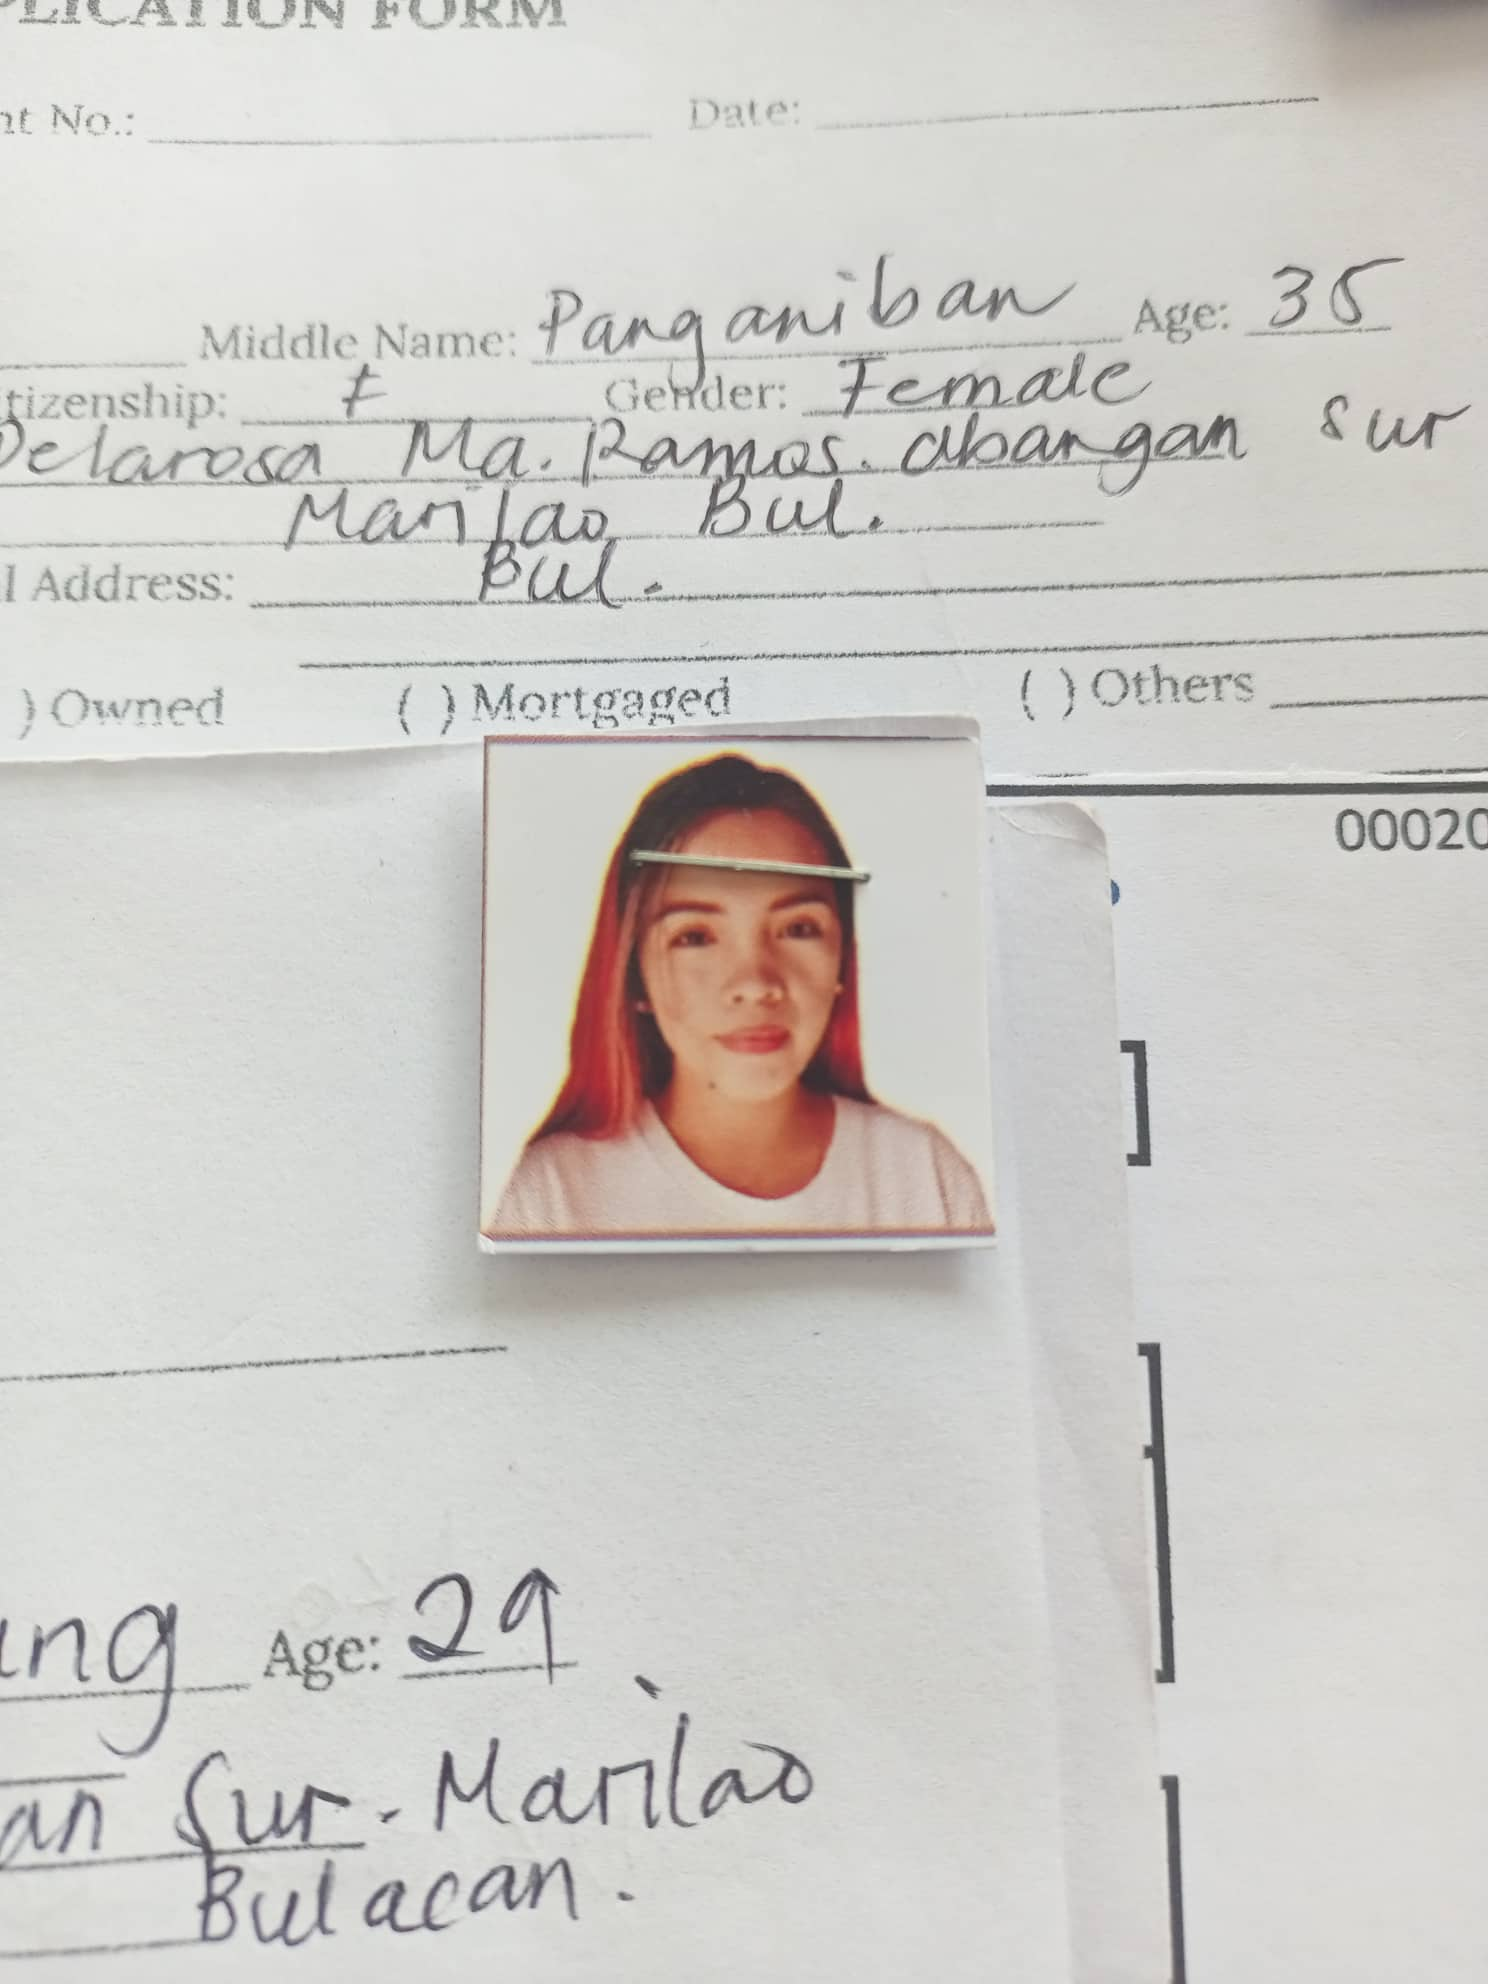 PLICATION FORM
nt No.: Date:
Middle Name: Panganiban Age: 35
tizenship: F Gender: Female
Delarosa Ma. Ramos. abangan Sur
Marilao Bul.
l Address: Bul.
) Owned ( ) Mortgaged ( ) Others
00020
]
]
ang Age: 29
an Sur. Marilao
Bulacan.